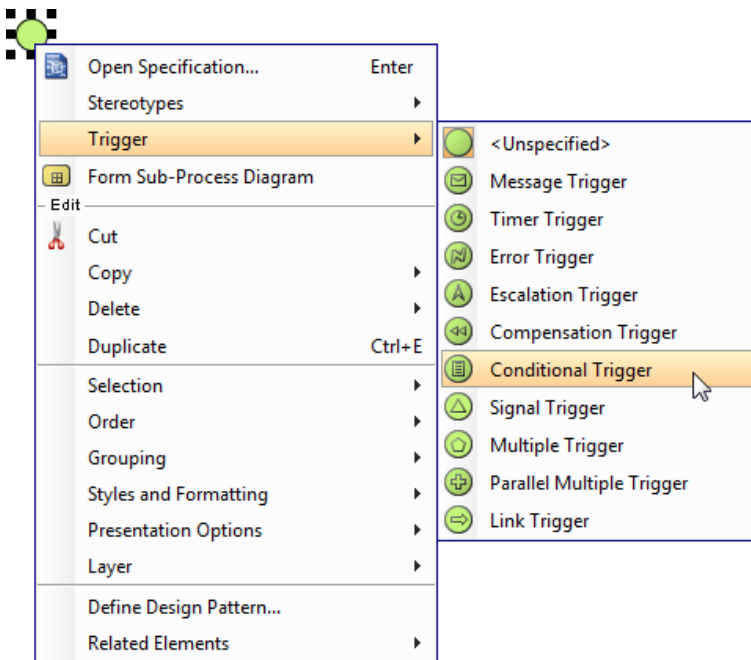 Open Specification... Enter
Stereotypes
Trigger
Form Sub-Process Diagram
Edit
Cut
Copy
Delete
Duplicate Ctrl+E
Selection
Order
Grouping
Styles and Formatting
Presentation Options
Layer
Define Design Pattern...
Related Elements
<Unspecified>
Message Trigger
Timer Trigger
Error Trigger
Escalation Trigger
Compensation Trigger
Conditional Trigger
Signal Trigger
Multiple Trigger
Parallel Multiple Trigger
Link Trigger